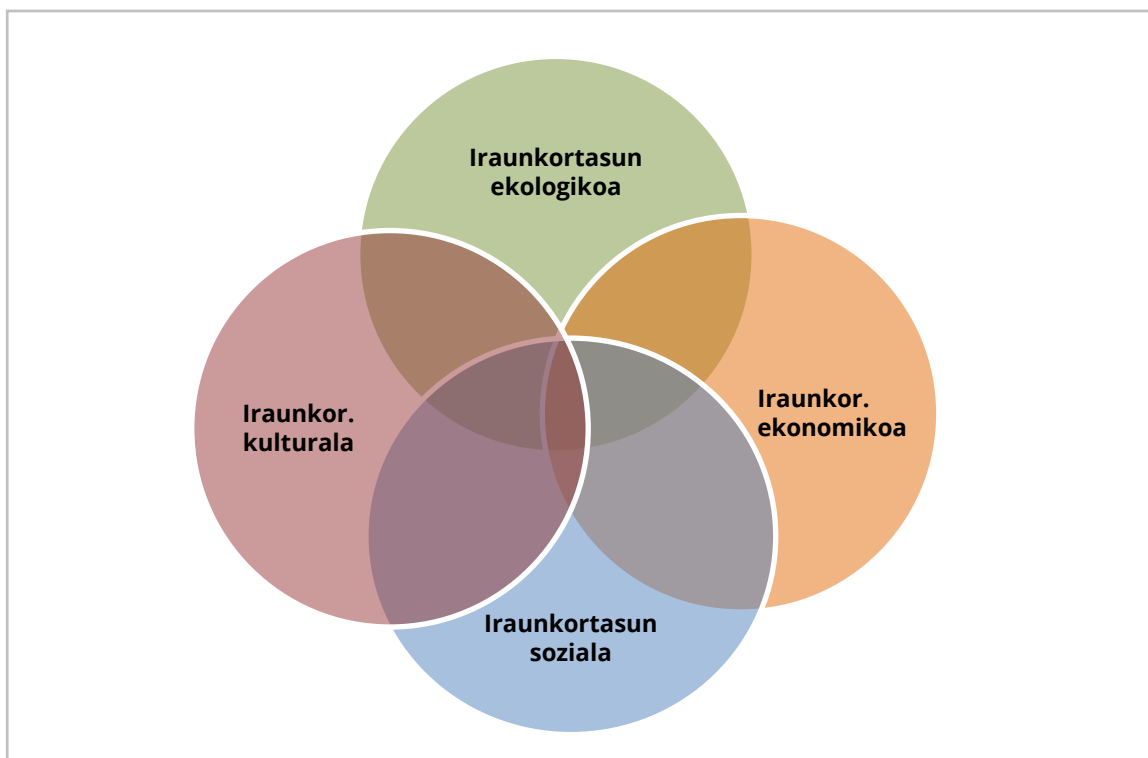 Iraunkortasun
ekologikoa
Iraunkor.
kulturala
Iraunkor.
ekonomikoa
Iraunkortasun
soziala